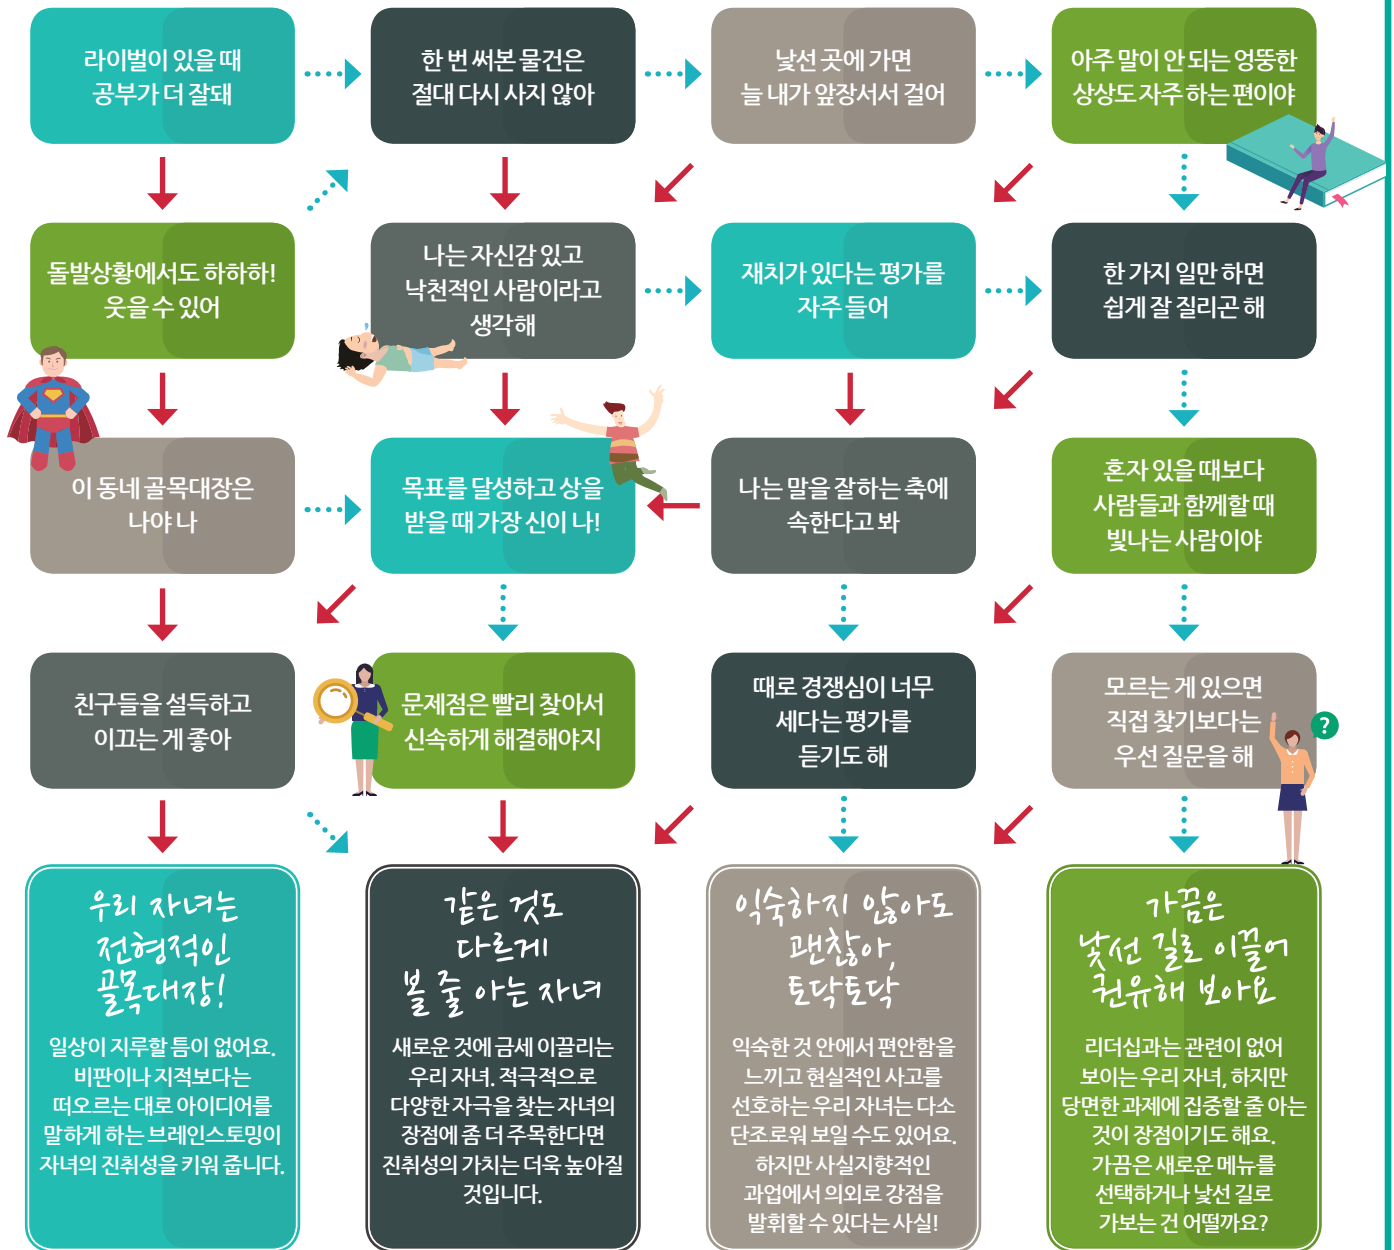 라이벌이 있을 때
공부가 더 잘돼
한 번 써본 물건은
절대 다시 사지 않아
낯선 곳에 가면
늘 내가 앞장서서 걸어
아주 말이 안 되는 엉뚱한
상상도 자주 하는 편이야
돌발상황에서도 하하하!
웃을 수 있어
나는 자신감 있고
낙천적인 사람이라고
생각해
재치가 있다는 평가를
자주 들어
한 가지 일만 하면
쉽게 잘 질리곤 해
이 동네 골목대장은
나야 나
목표를 달성하고 상을
받을 때 가장 신이 나!
나는 말을 잘하는 축에
속한다고 봐
혼자 있을 때보다
사람들과 함께할 때
빛나는 사람이야
친구들을 설득하고
이끄는 게 좋아
문제점은 빨리 찾아서
신속하게 해결해야지
때로 경쟁심이 너무
세다는 평가를
듣기도 해
모르는 게 있으면
직접 찾기보다는
우선 질문을 해
?
우리 자녀는
전형적인
골목대장!
일상이 지루할 틈이 없어요.
비판이나 지적보다는
떠오르는 대로 아이디어를
말하게 하는 브레인스토밍이
자녀의 진취성을 키워 줍니다.
같은 것도
다르게
볼 줄 아는 자녀
새로운 것에 금세 이끌리는
우리 자녀. 적극적으로
다양한 자극을 찾는 자녀의
장점에 좀 더 주목한다면
진취성의 가치는 더욱 높아질
것입니다.
익숙하지 않아도
괜찮아,
토닥토닥
익숙한 것 안에서 편안함을
느끼고 현실적인 사고를
선호하는 우리 자녀는 다소
단조로워 보일 수도 있어요.
하지만 사실지향적인
과업에서 의외로 강점을
발휘할 수 있다는 사실!
가끔은
낯선 길로 이끌어
권유해 보아요
리더십과는 관련이 없어
보이는 우리 자녀, 하지만
당면한 과제에 집중할 줄 아는
것이 장점이기도 해요.
가끔은 새로운 메뉴를
선택하거나 낯선 길로
가보는 건 어떨까요?